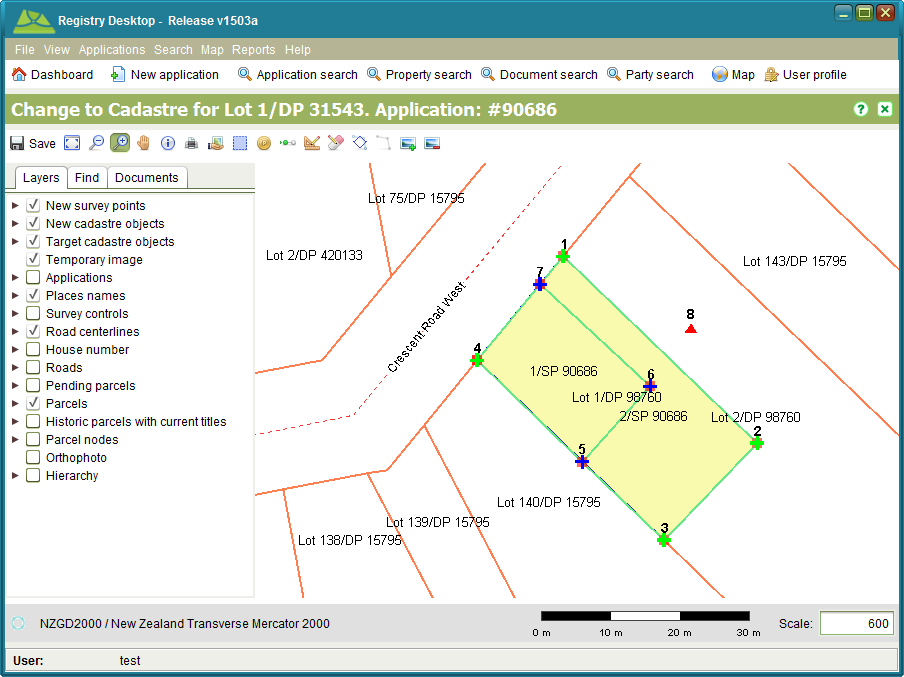 Registry Desktop - Release v1503a
File View Applications Search Map Reports Help
Dashboard New application Application search Property search Document search Party search Map User profile
Change to Cadastre for Lot 1/DP 31543. Application: #90686
Save
Layers Find Documents
New survey points
New cadastre objects
Target cadastre objects
Temporary image
Applications
Places names
Survey controls
Road centerlines
House number
Roads
Pending parcels
Parcels
Historic parcels with current titles
Parcel nodes
Orthophoto
Hierarchy
Lot 75/DP 15795
Lot 2/DP 420133
Crescent Road West
1
Lot 143/DP 15795
7
8
4
1/SP 90686
6
Lot 1/DP 98760
2/SP 90686
Lot 2/DP 98760
2
5
Lot 140/DP 15795
Lot 139/DP 15795
3
Lot 138/DP 15795
NZGD2000 / New Zealand Transverse Mercator 2000
0 m 10 m 20 m 30 m
Scale: 600
User: test